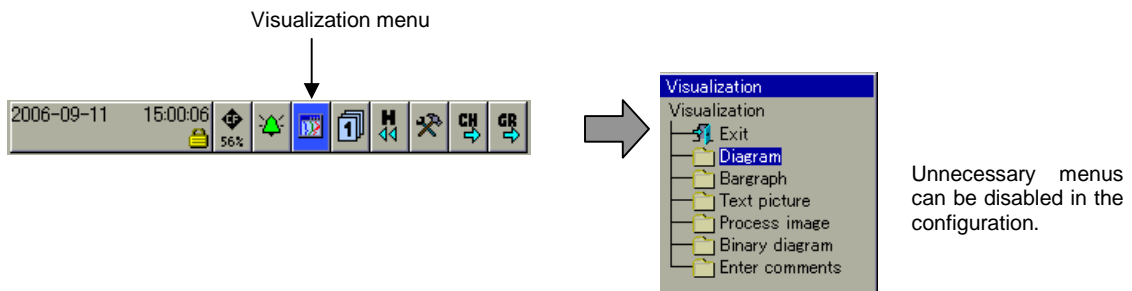 Visualization menu
2006-09-11 15:00:06
56%
1
H
CH
GR
Visualization
Visualization
Exit
Diagram
Bargraph
Text picture
Process image
Binary diagram
Enter comments
Unnecessary menus
can be disabled in the
configuration.